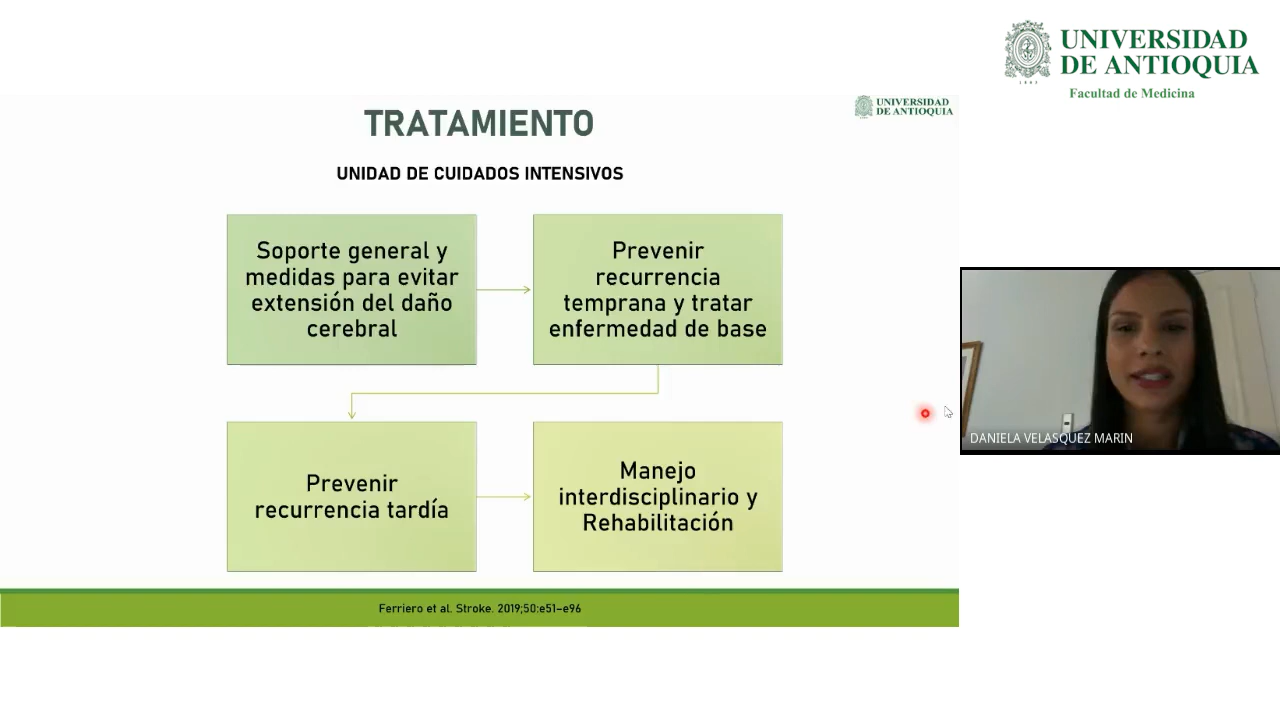 UNIVERSIDAD
DE ANTIOQUIA
Facultad de Medicina
UNIVERSIDAD
DE ANTIOQUIA
TRATAMIENTO
UNIDAD DE CUIDADOS INTENSIVOS
Soporte general y
medidas para evitar
extensión del daño
cerebral
Prevenir
recurrencia
temprana y tratar
enfermedad de base
Prevenir
recurrencia tardía
Manejo
interdisciplinario y
Rehabilitación
DANIELA VELASQUEZ MARIN
Ferriero et al. Stroke. 2019;50:e51–e96